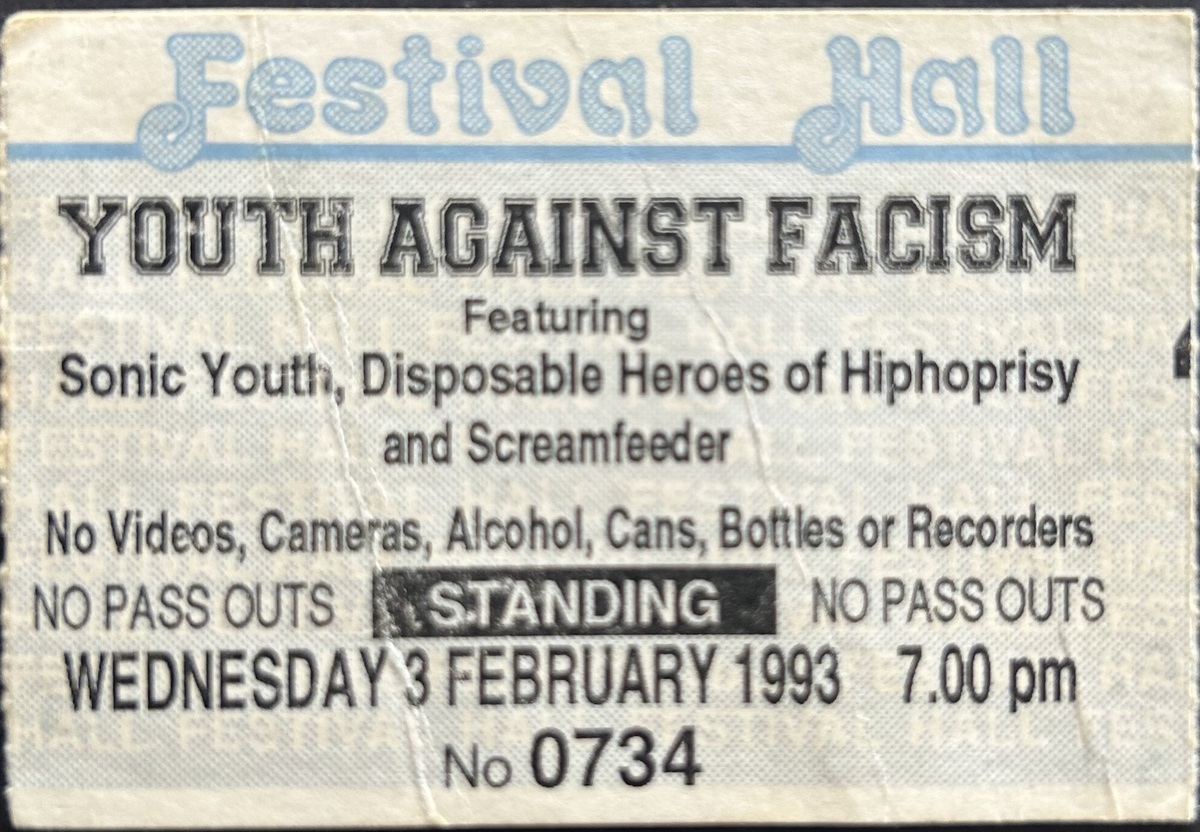 Festival Hall
YOUTH AGAINST FACISM
Featuring
Sonic Youth, Disposable Heroes of Hiphoprisy
and Screamfeeder
No Videos, Cameras, Alcohol, Cans, Bottles or Recorders
NO PASS OUTS STANDING NO PASS OUTS
WEDNESDAY 3 FEBRUARY 1993 7.00 pm
No 0734